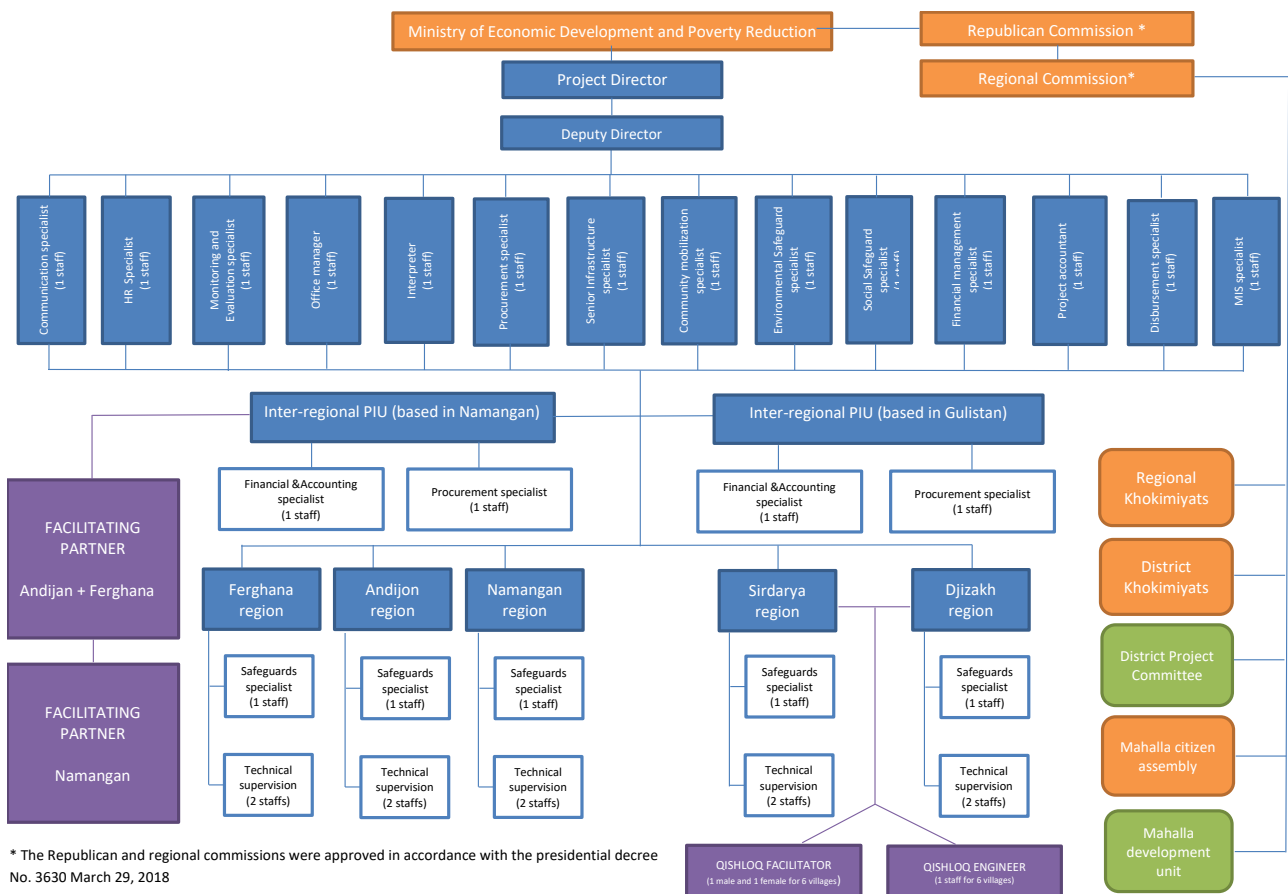 Ministry of Economic Development and Poverty Reduction
Republican Commission *
Regional Commission*
Project Director
Deputy Director
Communication specialist
(1 staff)
HR Specialist
(1 staff)
Monitoring and
Evaluation specialist
(1 staff)
Office manager
(1 staff)
Interpreter
(1 staff)
Procurement specialist
(1 staff)
Senior Infrastructure
specialist
(1 staff)
Community mobilization
specialist
(1 staff)
Environmental Safeguard
specialist
(1 staff)
Social Safeguard
specialist
Financial management
specialist
(1 staff)
Project accountant
(1 staff)
Disbursement specialist
(1 staff)
MIS specialist
(1 staff)
Inter-regional PIU (based in Namangan)
Inter-regional PIU (based in Gulistan)
Financial &Accounting
specialist
(1 staff)
Procurement specialist
(1 staff)
Financial &Accounting
specialist
(1 staff)
Procurement specialist
(1 staff)
FACILITATING
PARTNER
Andijan + Ferghana
FACILITATING
PARTNER
Namangan
Ferghana
region
Andijon
region
Namangan
region
Sirdarya
region
Djizakh
region
Safeguards
specialist
(1 staff)
Safeguards
specialist
(1 staff)
Safeguards
specialist
(1 staff)
Safeguards
specialist
(1 staff)
Safeguards
specialist
(1 staff)
Technical
supervision
(2 staffs)
Technical
supervision
(2 staffs)
Technical
supervision
(2 staffs)
Technical
supervision
(2 staffs)
Technical
supervision
(2 staffs)
Regional
Khokimiyats
District
Khokimiyats
District Project
Committee
Mahalla citizen
assembly
Mahalla
development
unit
QISHLOQ FACILITATOR
(1 male and 1 female for 6 villages)
QISHLOQ ENGINEER
(1 staff for 6 villages)
* The Republican and regional commissions were approved in accordance with the presidential decree
No. 3630 March 29, 2018